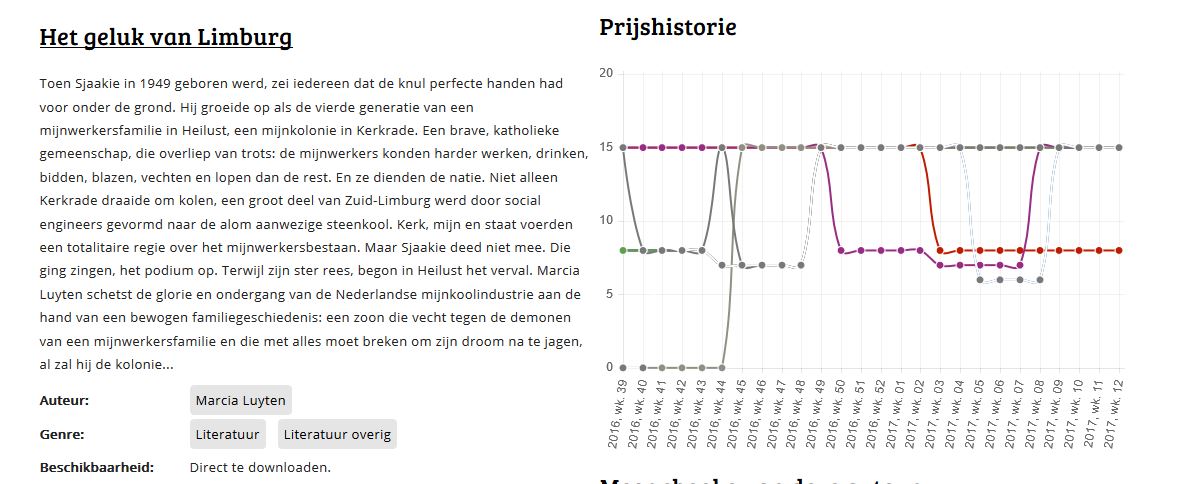 Het geluk van Limburg
Toen Sjaakie in 1949 geboren werd, zei iedereen dat de knul perfecte handen had
voor onder de grond. Hij groeide op als de vierde generatie van een
mijnwerkersfamilie in Heilust, een mijnkolonie in Kerkrade. Een brave, katholieke
gemeenschap, die overliep van trots: de mijnwerkers konden harder werken, drinken,
bidden, blazen, vechten en lopen dan de rest. En ze dienden de natie. Niet alleen
Kerkrade draaide om kolen, een groot deel van Zuid-Limburg werd door social
engineers gevormd naar de alom aanwezige steenkool. Kerk, mijn en staat voerden
een totalitaire regie over het mijnwerkersbestaan. Maar Sjaakie deed niet mee. Die
ging zingen, het podium op. Terwijl zijn ster rees, begon in Heilust het verval. Marcia
Luyten schetst de glorie en ondergang van de Nederlandse mijnkoolindustrie aan de
hand van een bewogen familiegeschiedenis: een zoon die vecht tegen de demonen
van een mijnwerkersfamilie en die met alles moet breken om zijn droom na te jagen,
al zal hij de kolonie...
Auteur: Marcia Luyten
Genre: Literatuur Literatuur overig
Beschikbaarheid: Direct te downloaden.
Prijshistorie
20
15
10
5
0
2016, wk. 39
2016, wk. 40
2016, wk. 41
2016, wk. 42
2016, wk. 43
2016, wk. 44
2016, wk. 45
2016, wk. 46
2016, wk. 47
2016, wk. 48
2016, wk. 49
2016, wk. 50
2016, wk. 51
2016, wk. 52
2017, wk. 01
2017, wk. 02
2017, wk. 03
2017, wk. 04
2017, wk. 05
2017, wk. 06
2017, wk. 07
2017, wk. 08
2017, wk. 09
2017, wk. 10
2017, wk. 11
2017, wk. 12